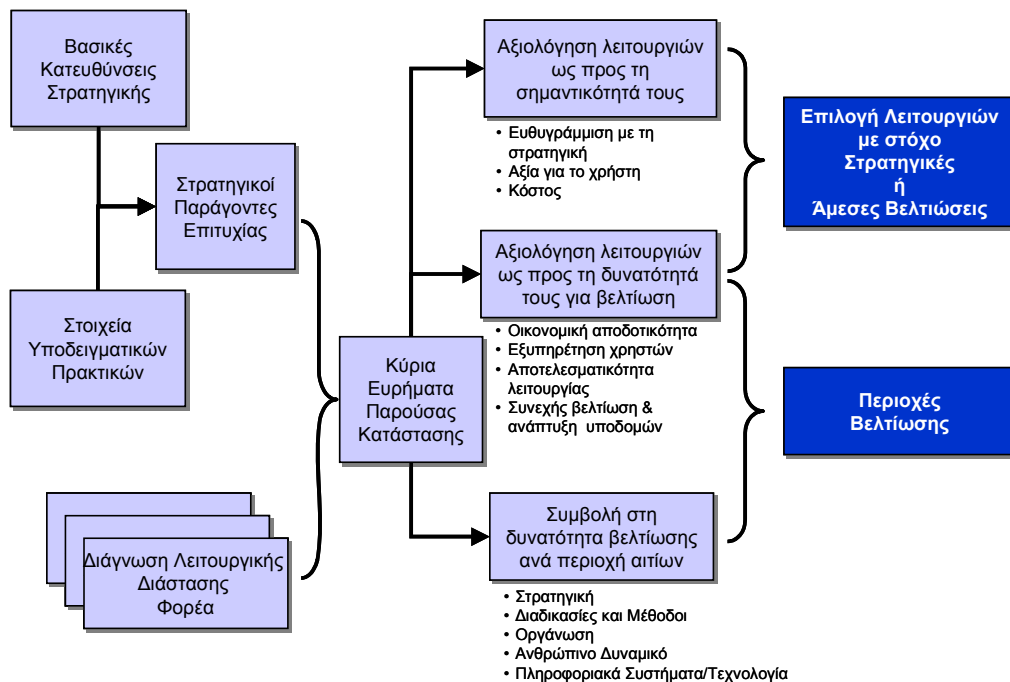 Βασικές
Κατευθύνσεις
Στρατηγικής
Στρατηγικοί
Παράγοντες
Επιτυχίας
Στοιχεία
Υποδειγματικών
Πρακτικών
Διάγνωση Λειτουργικής
Διάστασης
Φορέα
Κύρια
Ευρήματα
Παρούσας
Κατάστασης
Αξιολόγηση λειτουργιών
ως προς τη
σημαντικότητά τους
• Ευθυγράμμιση με τη
στρατηγική
• Αξία για το χρήστη
• Κόστος
Αξιολόγηση λειτουργιών
ως προς τη δυνατότητά
τους για βελτίωση
• Οικονομική αποδοτικότητα
• Εξυπηρέτηση χρηστών
• Αποτελεσματικότητα
λειτουργίας
• Συνεχής βελτίωση &
ανάπτυξη υποδομών
Συμβολή στη
δυνατότητα βελτίωσης
ανά περιοχή αιτίων
• Στρατηγική
• Διαδικασίες και Μέθοδοι
• Οργάνωση
• Ανθρώπινο Δυναμικό
• Πληροφοριακά Συστήματα/Τεχνολογία
Επιλογή Λειτουργιών
με στόχο
Στρατηγικές
ή
Άμεσες Βελτιώσεις
Περιοχές
Βελτίωσης